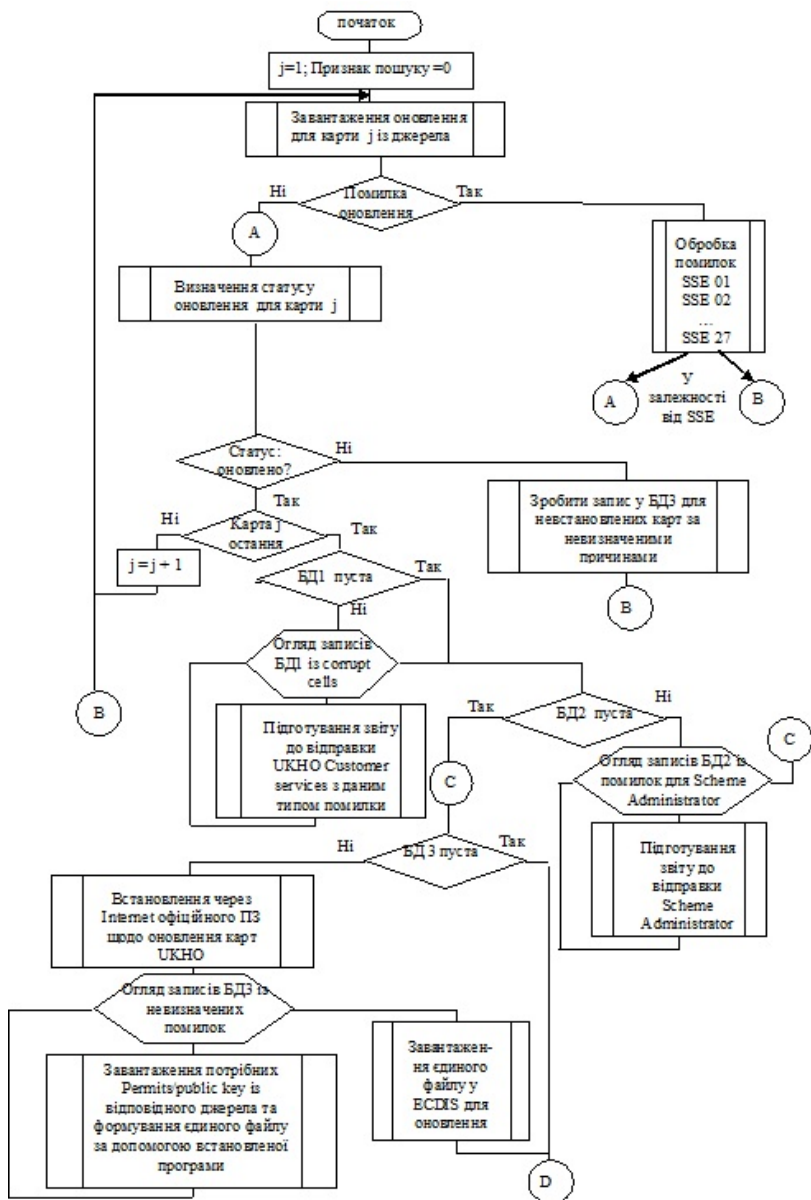 початок
j=1; Признак пошуку =0
Завантаження оновлення
для карти j із джерела
Ні
Помилка
оновлення
Так
A
Обробка
помилок
SSE 01
SSE 02
...
SSE 27
Визначення статусу
оновлення для карти j
A
У
залежності
від SSE
B
Статус:
оновлено?
Ні
Так
Зробити запис у БД3 для
невстановлених карт за
невизначеними
причинами
B
Ні
Карта j
остання
Так
j = j + 1
БД1 пуста
Так
Ні
Огляд записів
БД1 is corrupt
cells
B
Підготування звіту
до відправки
UKHO Customer
services з даним
типом помилки
Так
БД2 пуста
Ні
C
C
Огляд записів БД2 із
помилок для Scheme
Administrator
Підготування
звіту до
відправки
Scheme
Administrator
Ні
БД 3 пуста
Так
Встановлення через
Internet офіційного ПЗ
щодо оновлення карт
UKHO
Огляд записів БД3 із
невизначених
помилок
Завантаження потрібних
Permits/public key is
відповідного джерела та
формування єдиного файлу
за допомогою встановленої
програми
Завантажен-
ня єдиного
файлу у
ECDIS для
оновлення
D